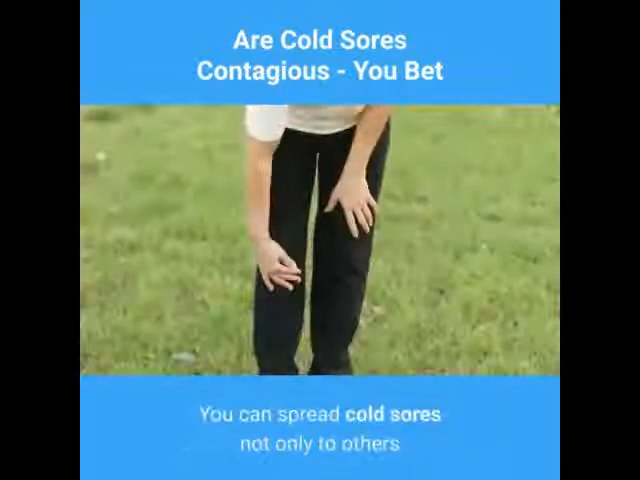 Are Cold Sores
Contagious - You Bet
You can spread cold sores
not only to others